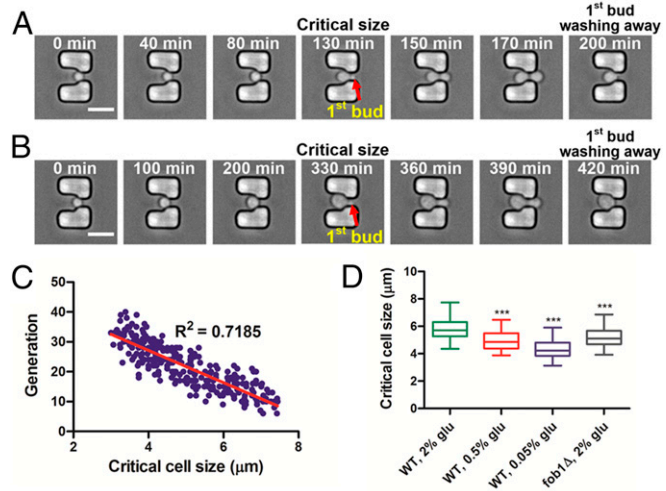 A
Critical size
1st bud
washing away
0 min
40 min
80 min
130 min
150 min
170 min
200 min
1st bud
B
Critical size
1st bud
washing away
0 min
100 min
200 min
330 min
360 min
390 min
420 min
1st bud
C
Generation
50
40
30
20
10
0
R2 = 0.7185
2
4
6
8
Critical cell size (μm)
D
Critical cell size (μm)
10
8
6
4
2
0
***
***
***
WT, 2% glu
WT, 0.5% glu
WT, 0.05% glu
fob1Δ, 2% glu